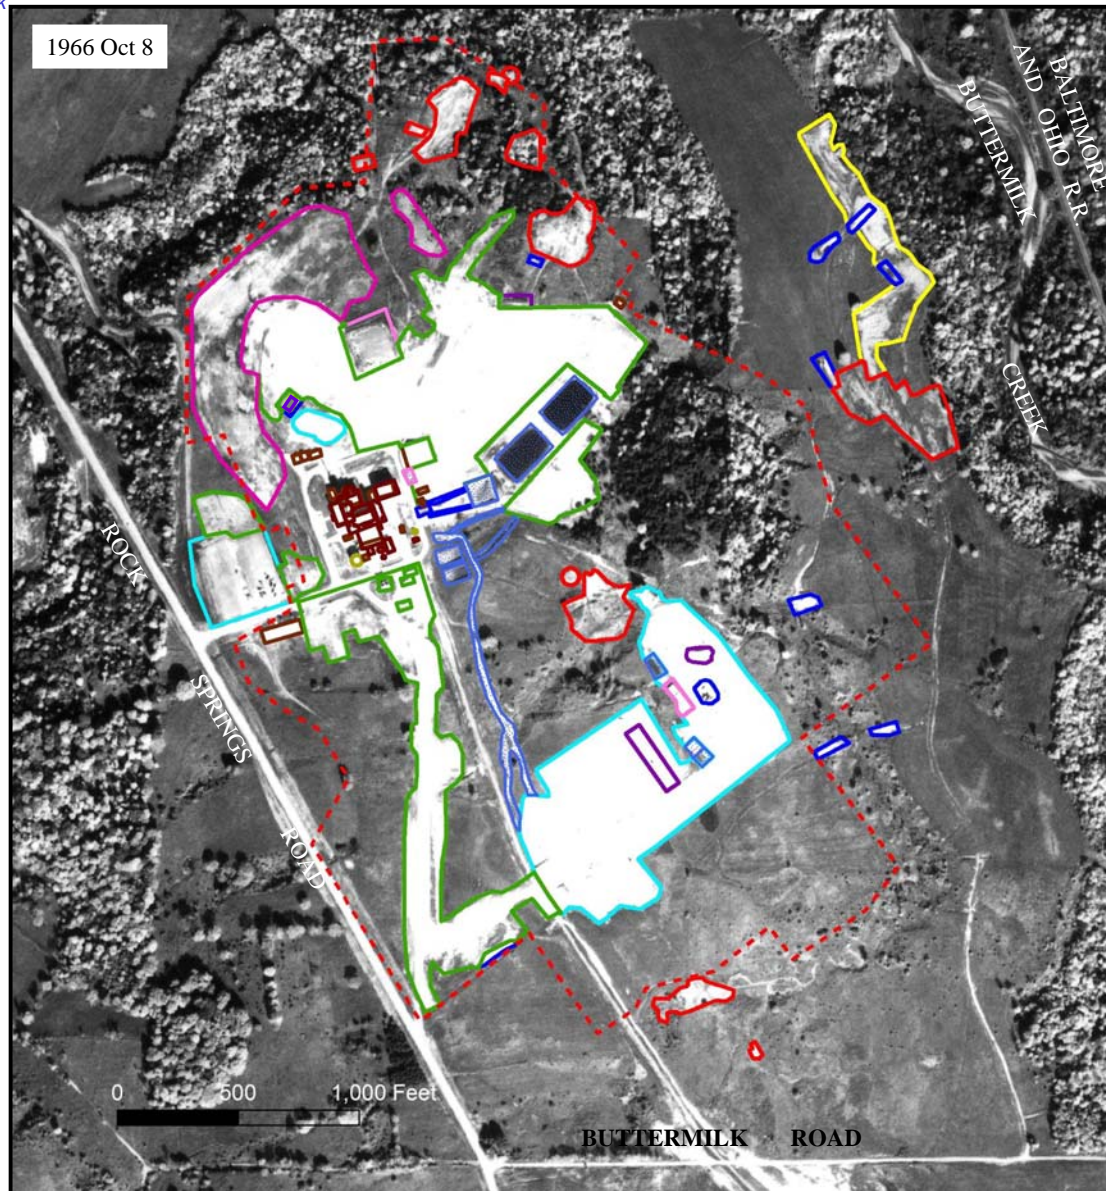 1966 Oct 8
BALTIMORE
AND OHIO R.R
BUTTERMILK
CREEK
ROCK
SPRINGS
ROAD
0 500 1,000 Feet
BUTTERMILK ROAD